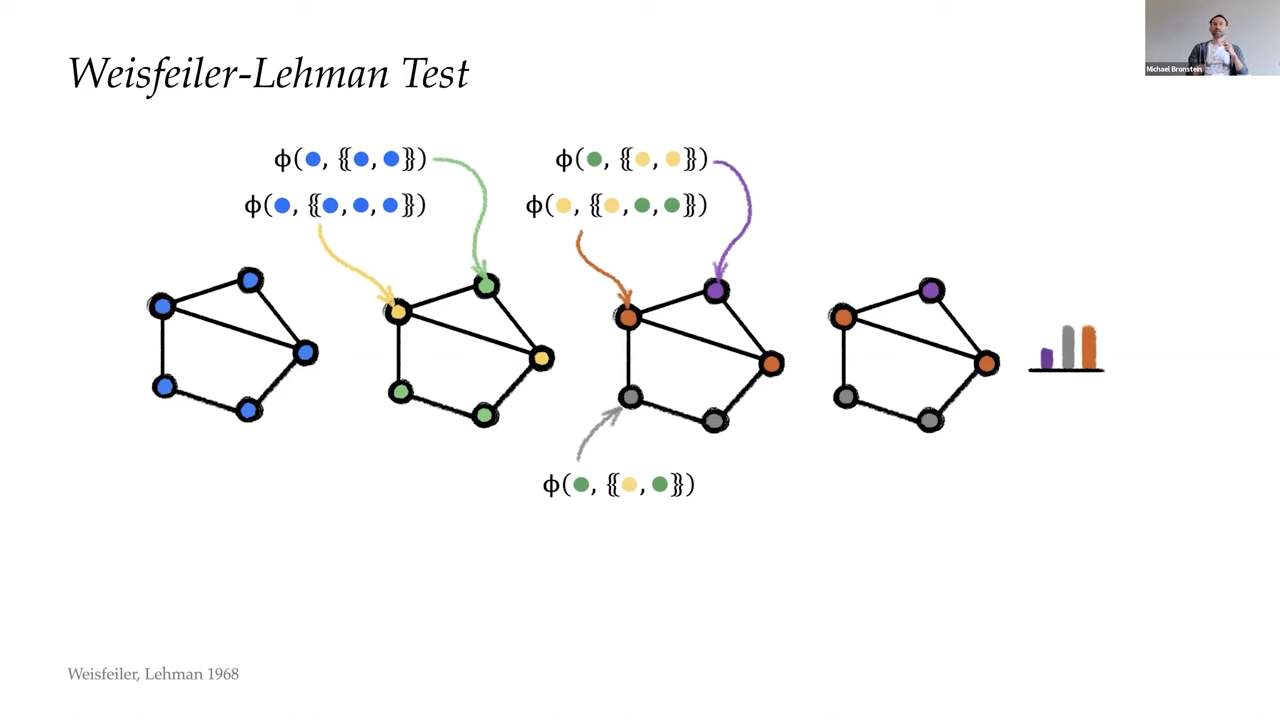 Weisfeiler-Lehman Test
Michael Bronstein
ϕ(●, {{●, ●}})
ϕ(●, {{●, ●}})
ϕ(●, {{●, ●, ●}})
ϕ(●, {{●, ●, ●}})
ϕ(●, {{●, ●}})
Weisfeiler, Lehman 1968